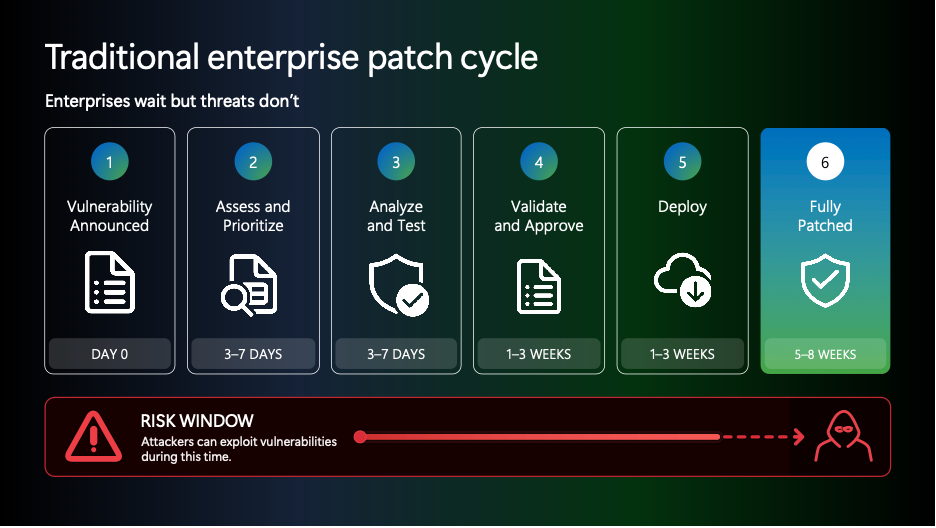 Traditional enterprise patch cycle
Enterprises wait but threats don’t
1
Vulnerability
Announced
DAY 0
2
Assess and
Prioritize
3–7 DAYS
3
Analyze
and Test
3–7 DAYS
4
Validate
and Approve
1–3 WEEKS
5
Deploy
1–3 WEEKS
6
Fully
Patched
5–8 WEEKS
RISK WINDOW
Attackers can exploit vulnerabilities
during this time.